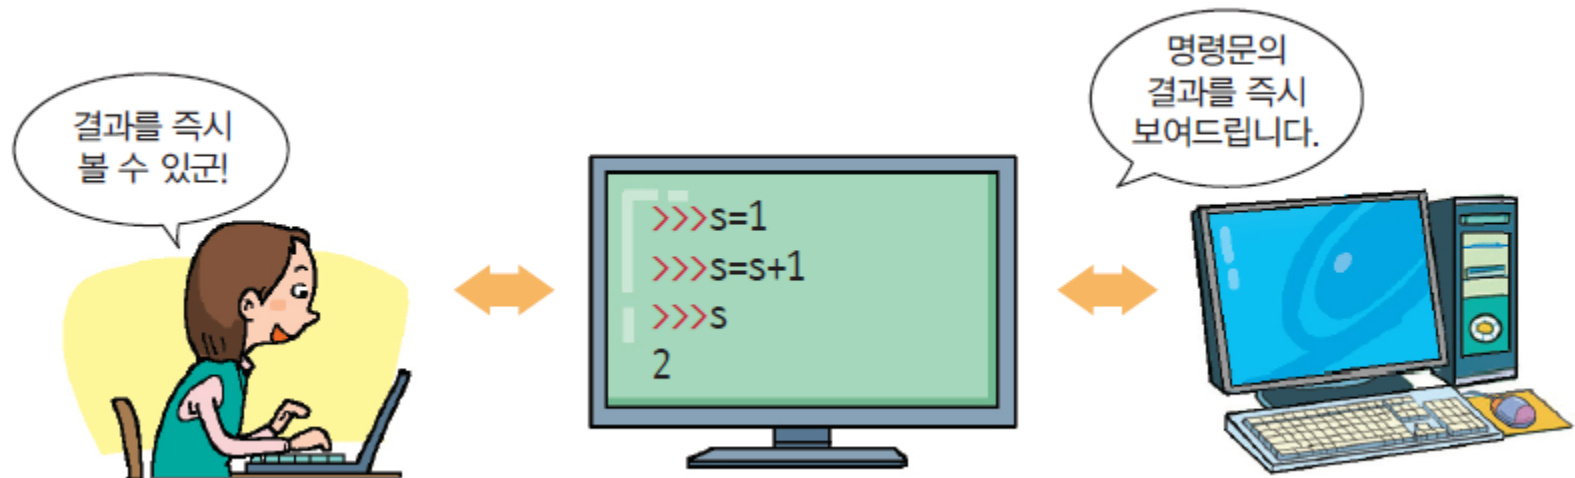 결과를 즉시
볼 수 있군!
>>>s=1
>>>s=s+1
>>>s
2
명령문의
결과를 즉시
보여드립니다.